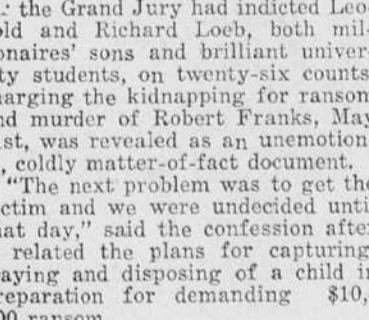 the Grand Jury had indicted Leo-
old and Richard Loeb, both mil-
onaires' sons and brilliant univer-
ty students, on twenty-six counts
arging the kidnapping for ransom
nd murder of Robert Franks, May
st, was revealed as an unemotion-
, coldly matter-of-fact document.
"The next problem was to get the
ictim and we were undecided unti
hat day," said the confession afte
related the plans for capturing
aying and disposing of a child in
reparation for demanding $10,
00 ransom